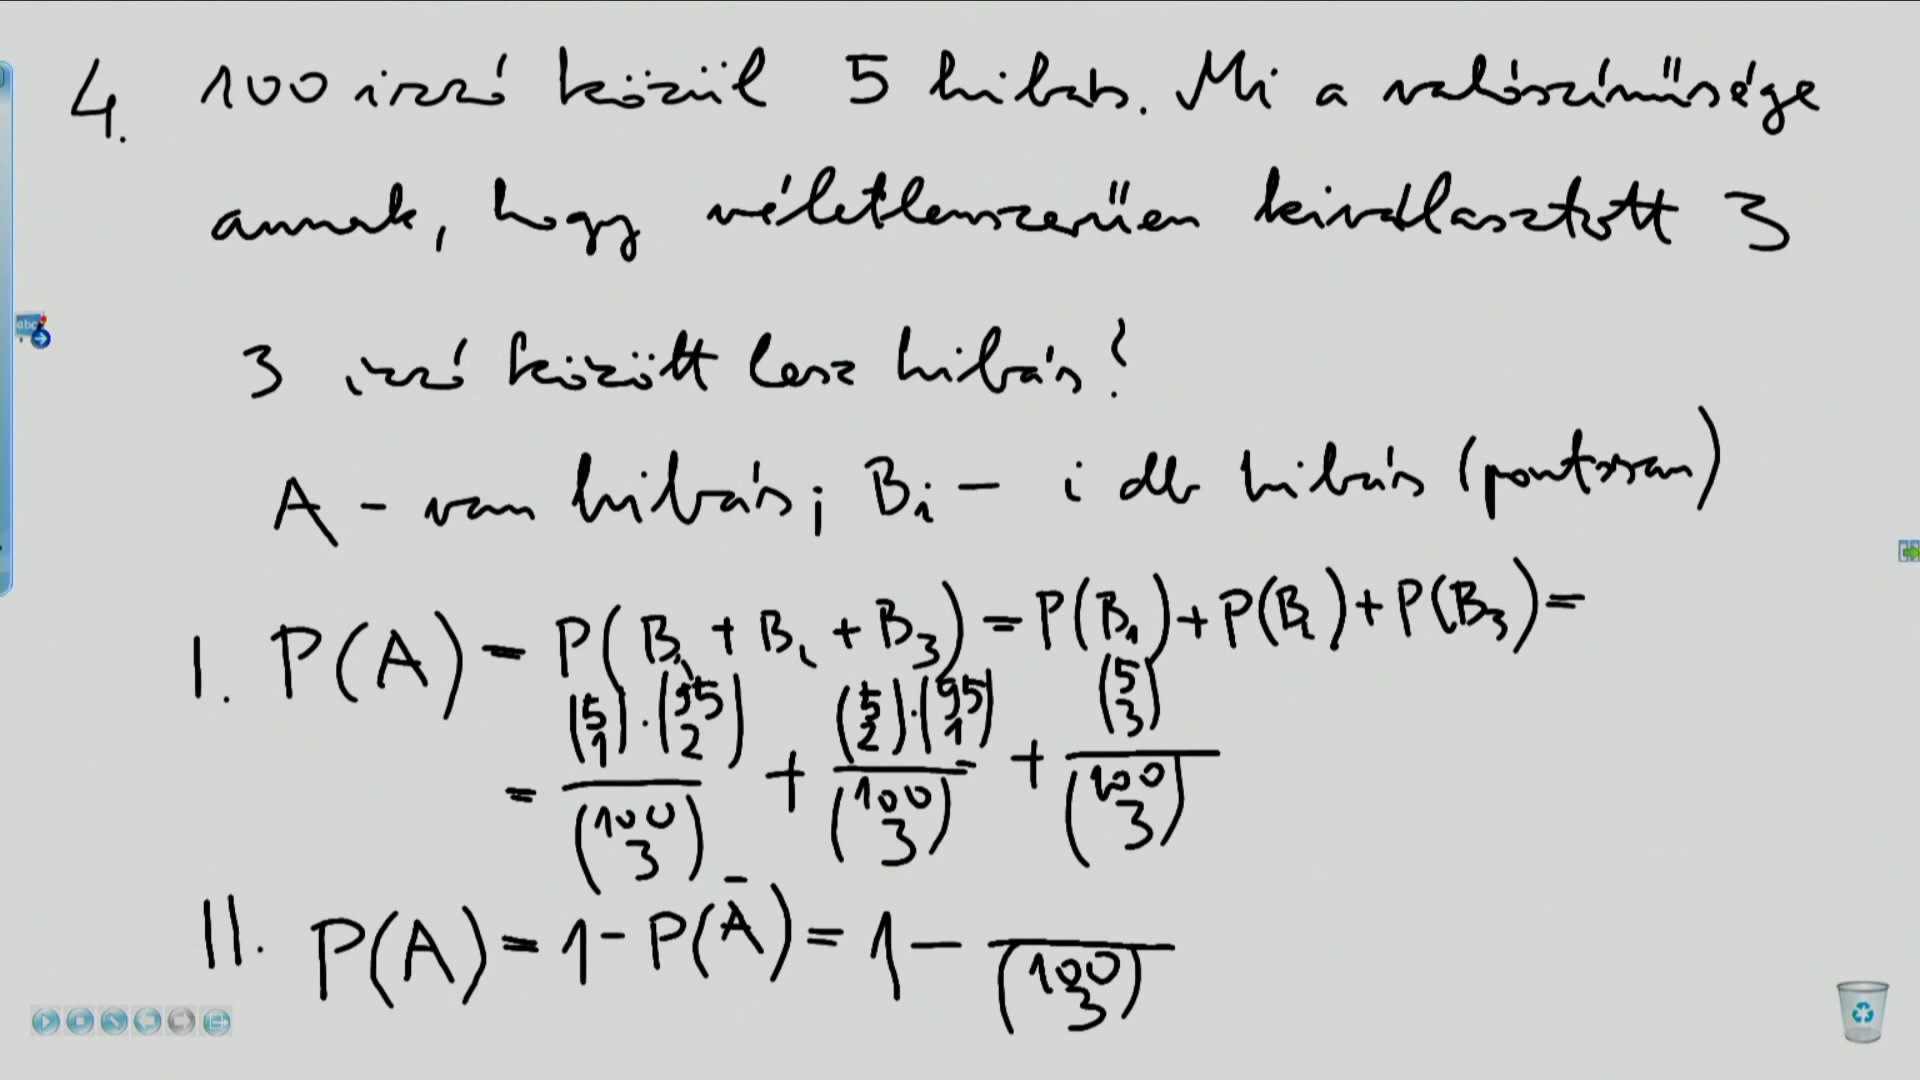 4. 100 izzó közül 5 hibás. Mi a valószínűsége
annak, hogy véletlenszerűen kiválasztott 3
3 izzó között lesz hibás?
A - van hibás; Bi - i db hibás (pontosan)
I. P(A) = P(B₁ + B₂ + B₃) = P(B₁) + P(B₂) + P(B₃) =
(5 1) · (95 2) (5 2) · (95 1) (5 3)
= + +
(100 3) (100 3) (100 3)
II. P(A) = 1 - P(Ā) = 1 -
(100 3)
abc